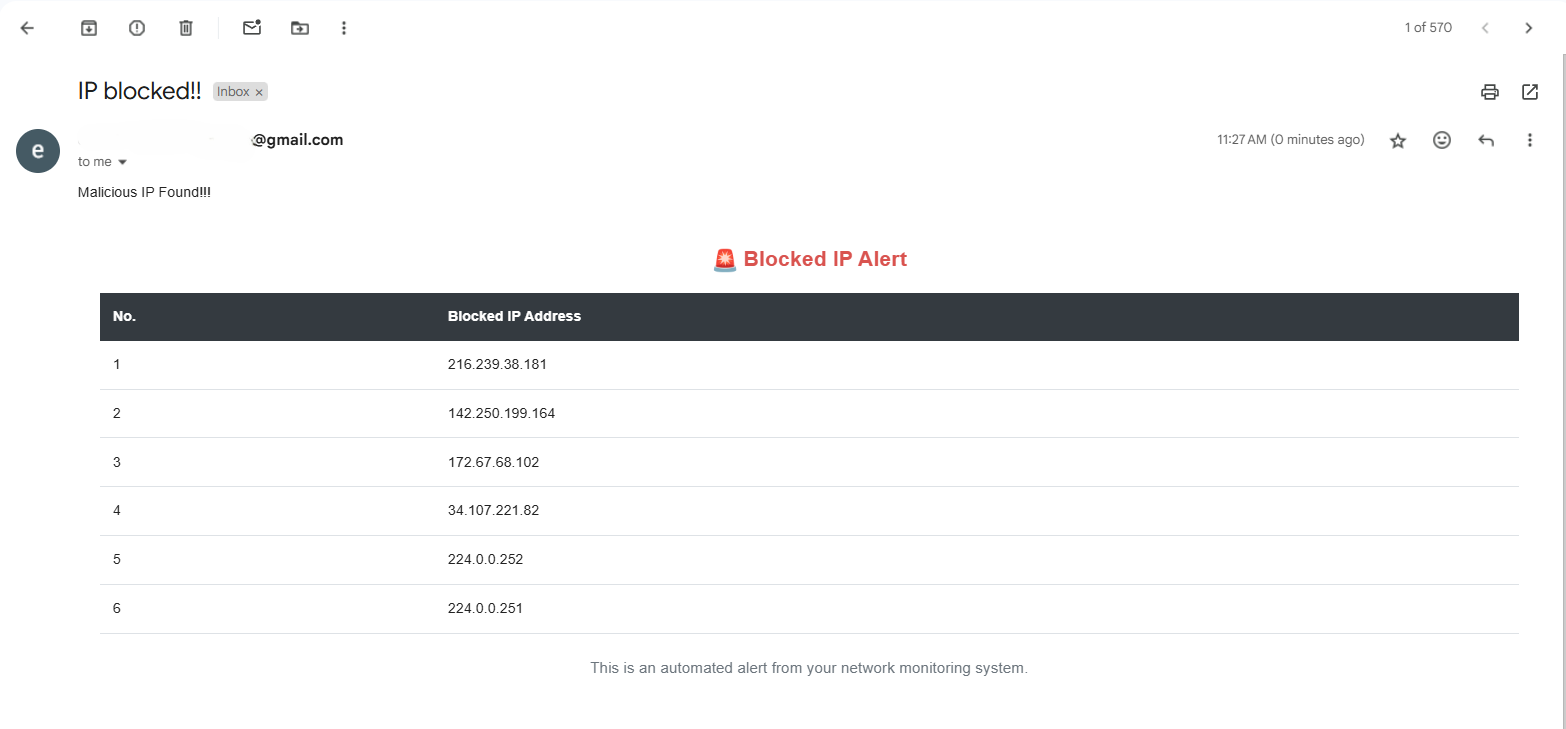 1 of 570
IP blocked!! Inbox ×
e
@gmail.com
11:27 AM (0 minutes ago)
to me
Malicious IP Found!!!
🚨 Blocked IP Alert
No. Blocked IP Address
1 216.239.38.181
2 142.250.199.164
3 172.67.68.102
4 34.107.221.82
5 224.0.0.252
6 224.0.0.251
This is an automated alert from your network monitoring system.